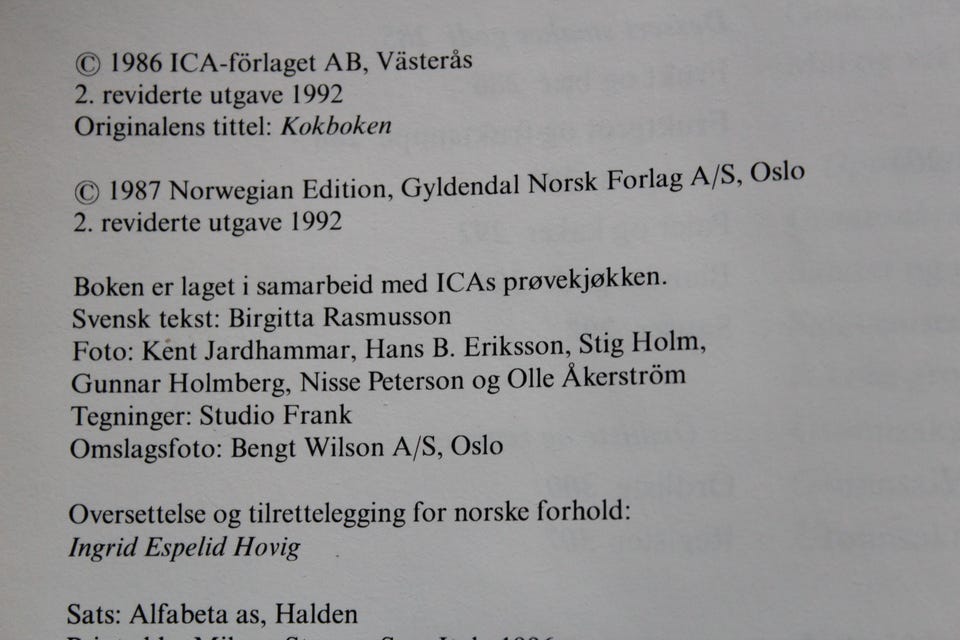 © 1986 ICA-förlaget AB, Västerås
2. reviderte utgave 1992
Originalens tittel: Kokboken
© 1987 Norwegian Edition, Gyldendal Norsk Forlag A/S, Oslo
2. reviderte utgave 1992
Boken er laget i samarbeid med ICAs prøvekjøkken.
Svensk tekst: Birgitta Rasmusson
Foto: Kent Jardhammar, Hans B. Eriksson, Stig Holm,
Gunnar Holmberg, Nisse Peterson og Olle Åkerström
Tegninger: Studio Frank
Omslagsfoto: Bengt Wilson A/S, Oslo
Oversettelse og tilrettelegging for norske forhold:
Ingrid Espelid Hovig
Sats: Alfabeta as, Halden